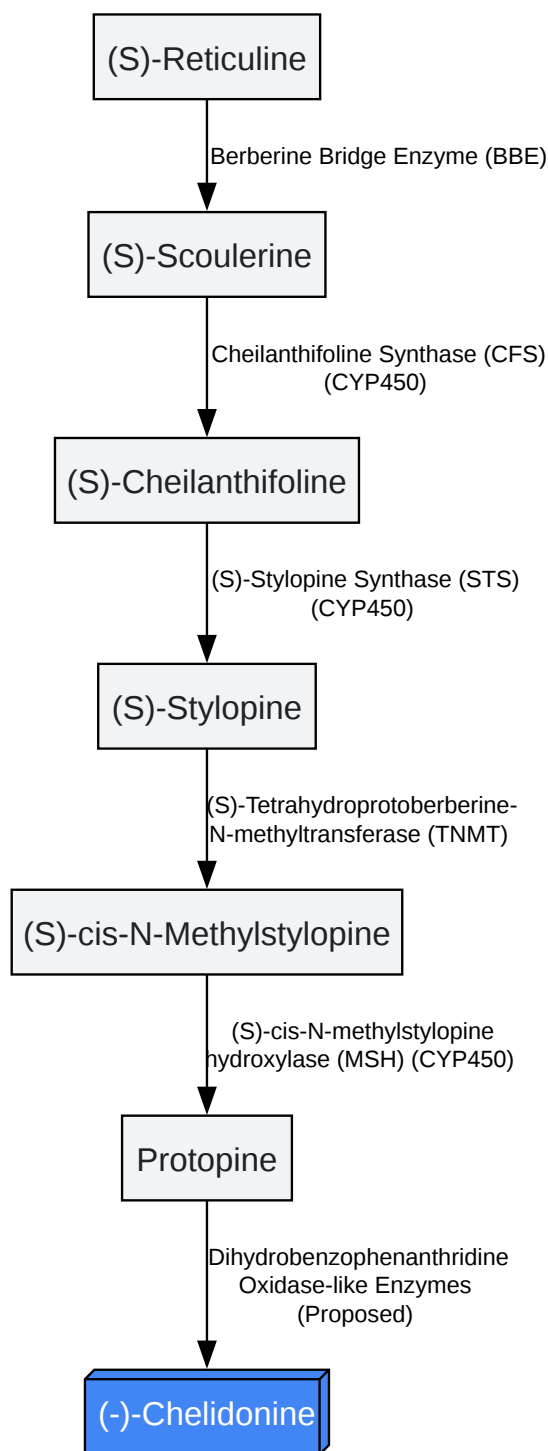 (S)-Reticuline
Berberine Bridge Enzyme (BBE)
(S)-Scoulerine
Cheilanthifoline Synthase (CFS)
(CYP450)
(S)-Cheilanthifoline
(S)-Stylopine Synthase (STS)
(CYP450)
(S)-Stylopine
(S)-Tetrahydroprotoberberine-
N-methyltransferase (TNMT)
(S)-cis-N-Methylstylopine
(S)-cis-N-methylstylopine
hydroxylase (MSH) (CYP450)
Protopine
Dihydrobenzophenanthridine
Oxidase-like Enzymes
(Proposed)
(-)-Chelidonine